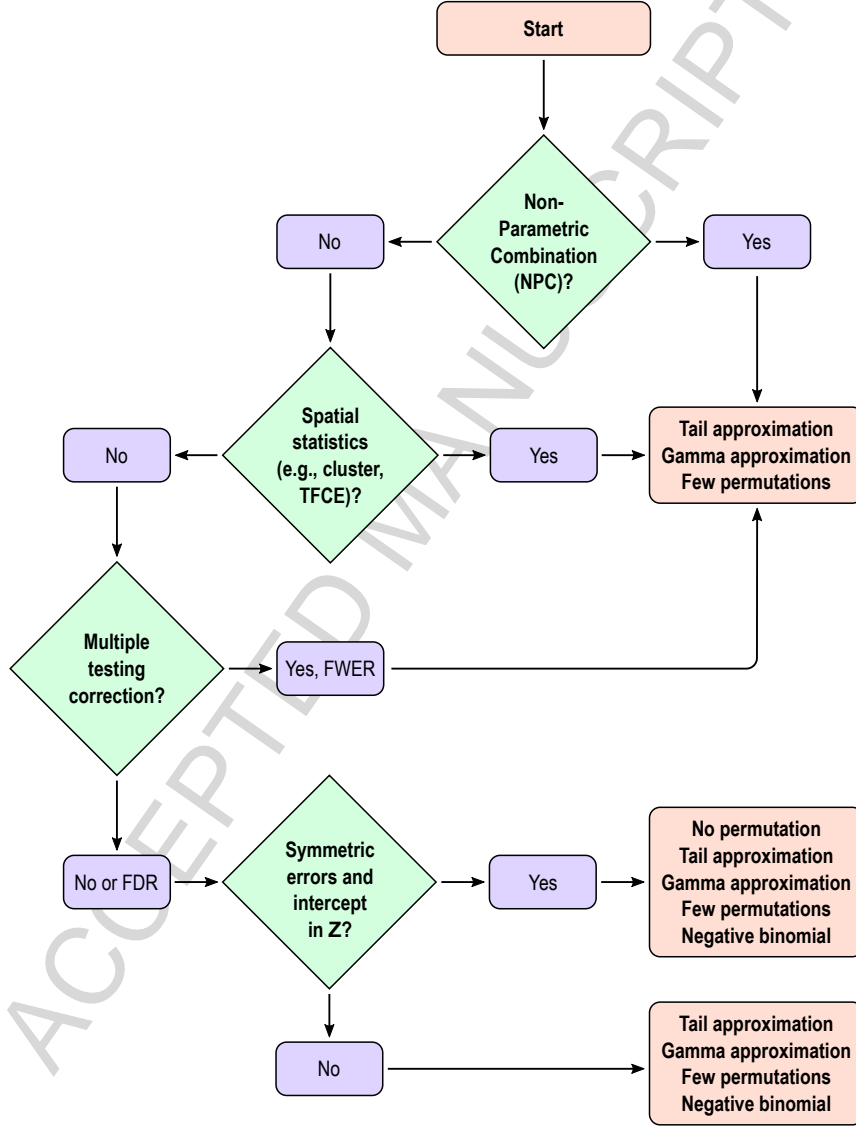 Start
Non-
Parametric
Combination
(NPC)?
No
Yes
Spatial
statistics
(e.g., cluster,
TFCE)?
No
Yes
Tail approximation
Gamma approximation
Few permutations
Multiple
testing
correction?
Yes, FWER
No or FDR
Symmetric
errors and
intercept
in Z?
Yes
No permutation
Tail approximation
Gamma approximation
Few permutations
Negative binomial
No
Tail approximation
Gamma approximation
Few permutations
Negative binomial
ACCEPTED MANUSCRIPT